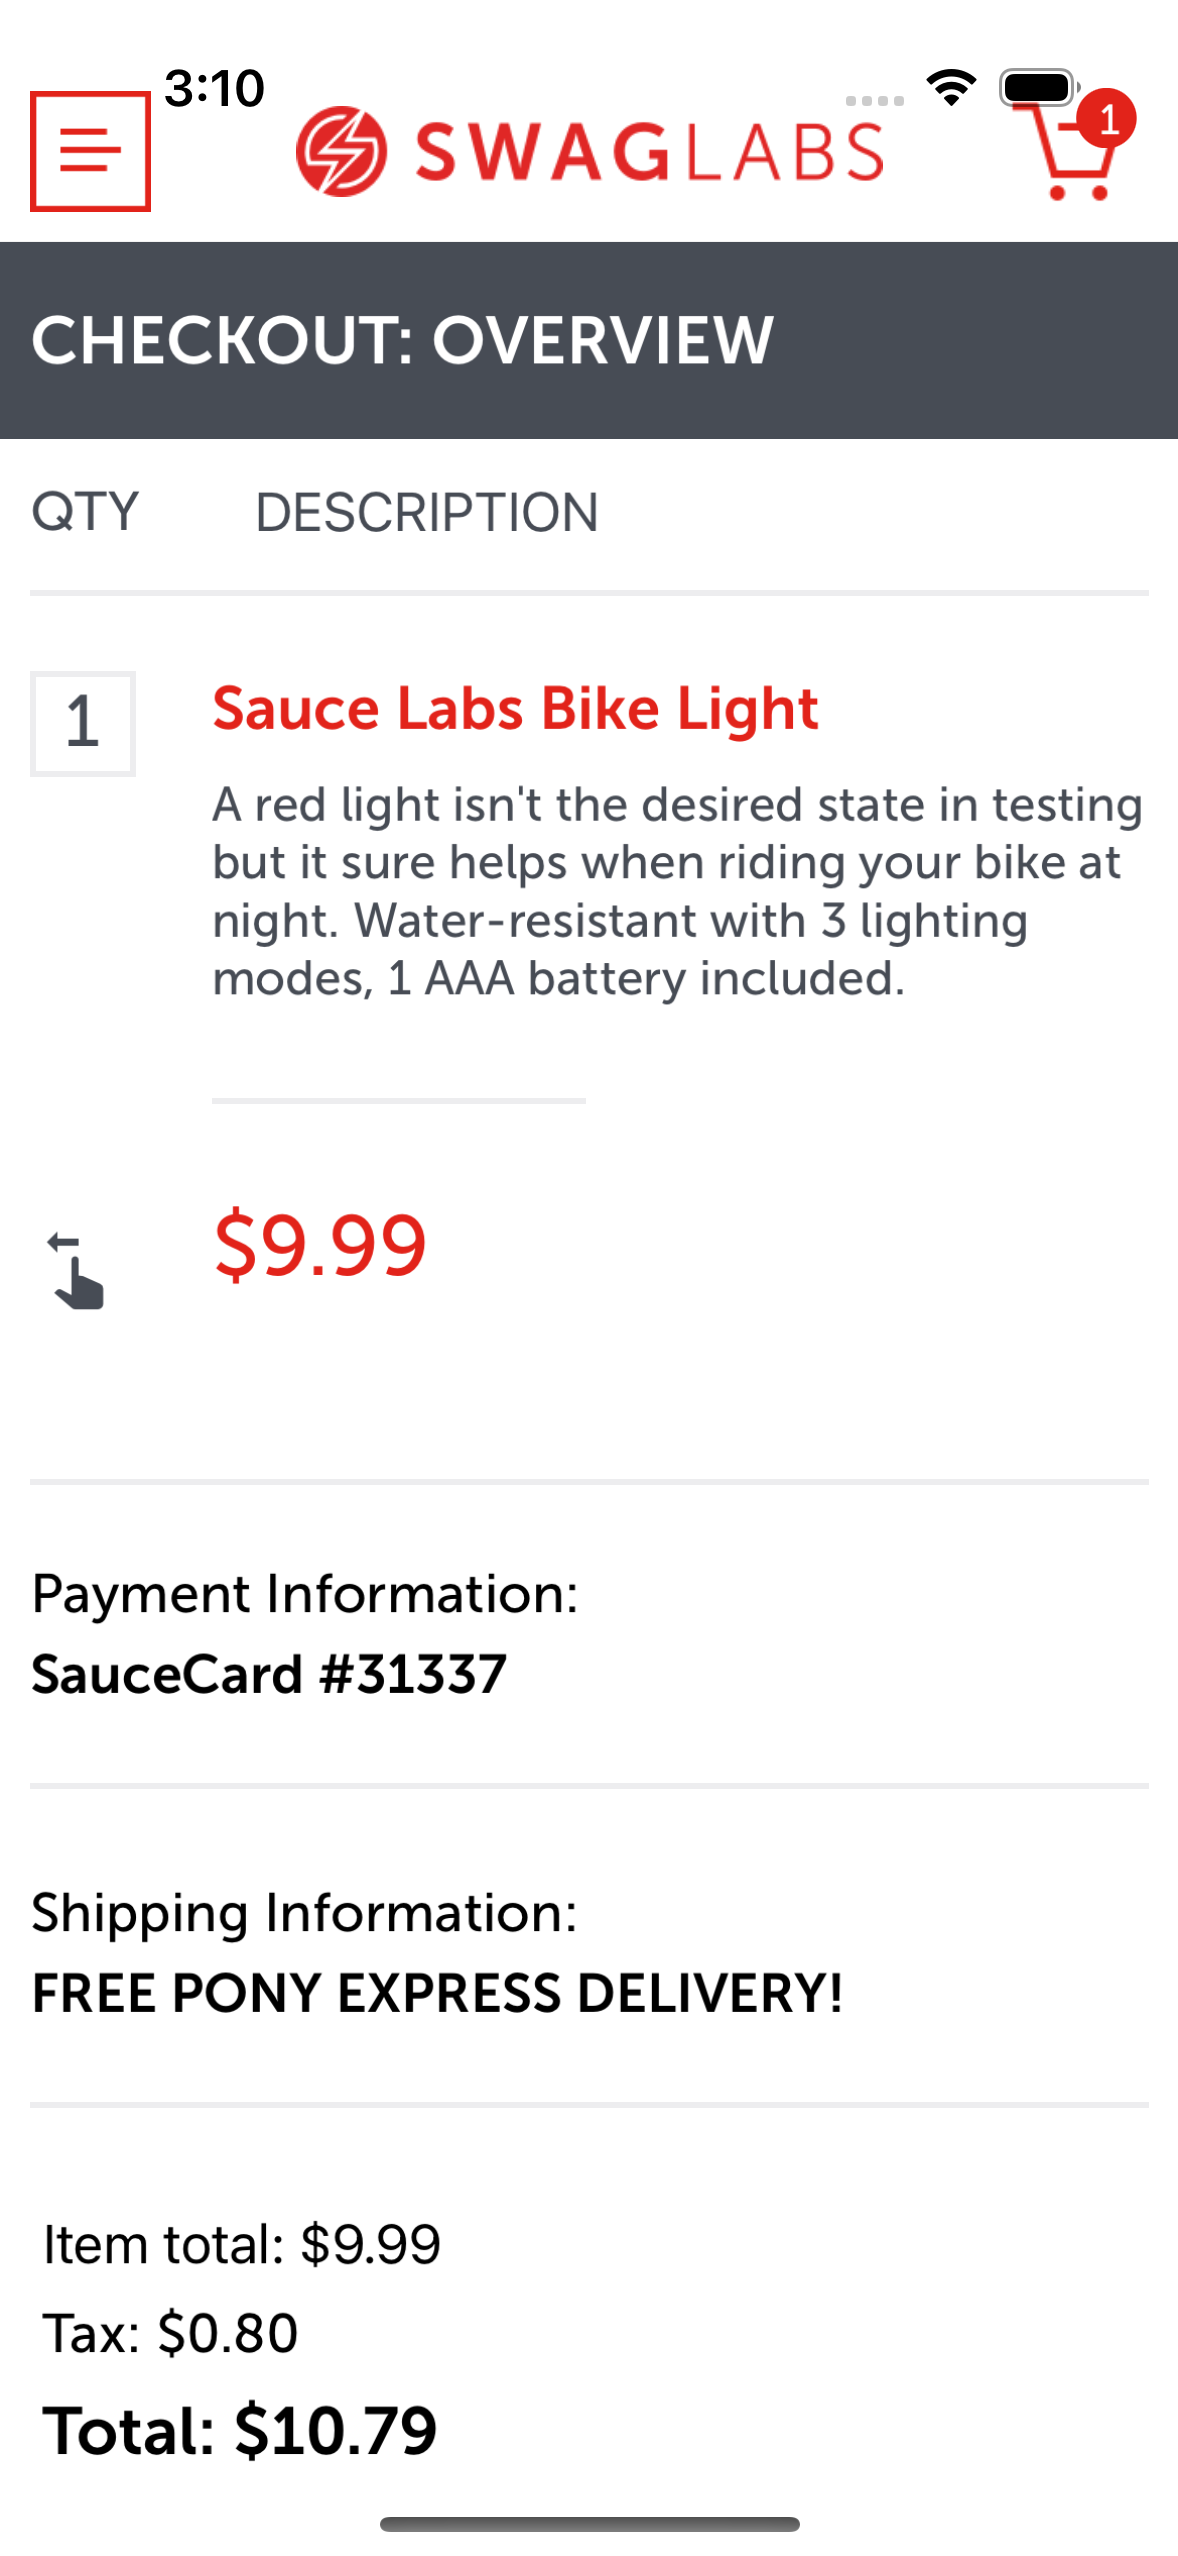 3:10
SWAGLABS
1
CHECKOUT: OVERVIEW
QTY DESCRIPTION
1
Sauce Labs Bike Light
A red light isn't the desired state in testing
but it sure helps when riding your bike at
night. Water-resistant with 3 lighting
modes, 1 AAA battery included.
$9.99
Payment Information:
SauceCard #31337
Shipping Information:
FREE PONY EXPRESS DELIVERY!
Item total: $9.99
Tax: $0.80
Total: $10.79